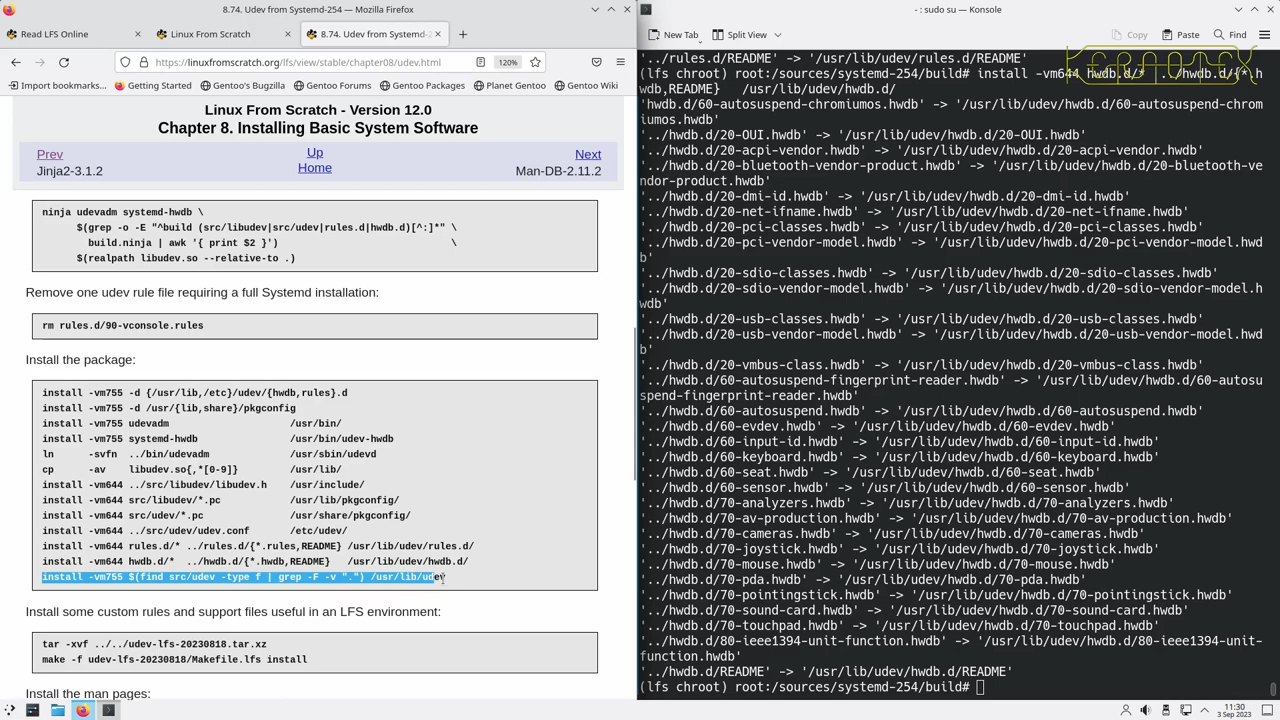 8.74. Udev from Systemd-254 — Mozilla Firefox
Read LFS Online
Linux From Scratch
8.74. Udev from Systemd-2
https://linuxfromscratch.org/lfs/view/stable/chapter08/udev.html
120%
Import bookmarks...
Getting Started
Gentoo's Bugzilla
Gentoo Forums
Gentoo Packages
Planet Gentoo
Gentoo Wiki
Linux From Scratch - Version 12.0
Chapter 8. Installing Basic System Software
Prev
Up
Next
Jinja2-3.1.2
Home
Man-DB-2.11.2
ninja udevadm systemd-hwdb \
$(grep -o -E "^build (src/libudev|src/udev|rules.d|hwdb.d)[^:]*" \
build.ninja | awk '{ print $2 }') \
$(realpath libudev.so --relative-to .)
Remove one udev rule file requiring a full Systemd installation:
rm rules.d/90-vconsole.rules
Install the package:
install -vm755 -d {/usr/lib,/etc}/udev/{hwdb,rules}.d
install -vm755 -d /usr/{lib,share}/pkgconfig
install -vm755 udevadm /usr/bin/
install -vm755 systemd-hwdb /usr/bin/udev-hwdb
ln -svfn ../bin/udevadm /usr/sbin/udevd
cp -av libudev.so{,*[0-9]} /usr/lib/
install -vm644 ../src/libudev/libudev.h /usr/include/
install -vm644 src/libudev/*.pc /usr/lib/pkgconfig/
install -vm644 src/udev/*.pc /usr/share/pkgconfig/
install -vm644 ../src/udev/udev.conf /etc/udev/
install -vm644 rules.d/* ../rules.d/{*.rules,README} /usr/lib/udev/rules.d/
install -vm644 hwdb.d/* ../hwdb.d/{*.hwdb,README} /usr/lib/udev/hwdb.d/
install -vm755 $(find src/udev -type f | grep -F -v ".") /usr/lib/udev
Install some custom rules and support files useful in an LFS environment:
tar -xvf ../../udev-lfs-20230818.tar.xz
make -f udev-lfs-20230818/Makefile.lfs install
Install the man pages:
- : sudo su — Konsole
New Tab
Split View
Copy
Paste
Find
KERNOTEX
'../rules.d/README' -> '/usr/lib/udev/rules.d/README'
(lfs chroot) root:/sources/systemd-254/build# install -vm644 hwdb.d/* ../hwdb.d/{*.h
wdb,README} /usr/lib/udev/hwdb.d/
'hwdb.d/60-autosuspend-chromiumos.hwdb' -> '/usr/lib/udev/hwdb.d/60-autosuspend-chrom
iumos.hwdb'
'../hwdb.d/20-OUI.hwdb' -> '/usr/lib/udev/hwdb.d/20-OUI.hwdb'
'../hwdb.d/20-acpi-vendor.hwdb' -> '/usr/lib/udev/hwdb.d/20-acpi-vendor.hwdb'
'../hwdb.d/20-bluetooth-vendor-product.hwdb' -> '/usr/lib/udev/hwdb.d/20-bluetooth-ve
ndor-product.hwdb'
'../hwdb.d/20-dmi-id.hwdb' -> '/usr/lib/udev/hwdb.d/20-dmi-id.hwdb'
'../hwdb.d/20-net-ifname.hwdb' -> '/usr/lib/udev/hwdb.d/20-net-ifname.hwdb'
'../hwdb.d/20-pci-classes.hwdb' -> '/usr/lib/udev/hwdb.d/20-pci-classes.hwdb'
'../hwdb.d/20-pci-vendor-model.hwdb' -> '/usr/lib/udev/hwdb.d/20-pci-vendor-model.hwd
b'
'../hwdb.d/20-sdio-classes.hwdb' -> '/usr/lib/udev/hwdb.d/20-sdio-classes.hwdb'
'../hwdb.d/20-sdio-vendor-model.hwdb' -> '/usr/lib/udev/hwdb.d/20-sdio-vendor-model.h
wdb'
'../hwdb.d/20-usb-classes.hwdb' -> '/usr/lib/udev/hwdb.d/20-usb-classes.hwdb'
'../hwdb.d/20-usb-vendor-model.hwdb' -> '/usr/lib/udev/hwdb.d/20-usb-vendor-model.hwd
b'
'../hwdb.d/20-vmbus-class.hwdb' -> '/usr/lib/udev/hwdb.d/20-vmbus-class.hwdb'
'../hwdb.d/60-autosuspend-fingerprint-reader.hwdb' -> '/usr/lib/udev/hwdb.d/60-autosu
spend-fingerprint-reader.hwdb'
'../hwdb.d/60-autosuspend.hwdb' -> '/usr/lib/udev/hwdb.d/60-autosuspend.hwdb'
'../hwdb.d/60-evdev.hwdb' -> '/usr/lib/udev/hwdb.d/60-evdev.hwdb'
'../hwdb.d/60-input-id.hwdb' -> '/usr/lib/udev/hwdb.d/60-input-id.hwdb'
'../hwdb.d/60-keyboard.hwdb' -> '/usr/lib/udev/hwdb.d/60-keyboard.hwdb'
'../hwdb.d/60-seat.hwdb' -> '/usr/lib/udev/hwdb.d/60-seat.hwdb'
'../hwdb.d/60-sensor.hwdb' -> '/usr/lib/udev/hwdb.d/60-sensor.hwdb'
'../hwdb.d/70-analyzers.hwdb' -> '/usr/lib/udev/hwdb.d/70-analyzers.hwdb'
'../hwdb.d/70-av-production.hwdb' -> '/usr/lib/udev/hwdb.d/70-av-production.hwdb'
'../hwdb.d/70-cameras.hwdb' -> '/usr/lib/udev/hwdb.d/70-cameras.hwdb'
'../hwdb.d/70-joystick.hwdb' -> '/usr/lib/udev/hwdb.d/70-joystick.hwdb'
'../hwdb.d/70-mouse.hwdb' -> '/usr/lib/udev/hwdb.d/70-mouse.hwdb'
'../hwdb.d/70-pda.hwdb' -> '/usr/lib/udev/hwdb.d/70-pda.hwdb'
'../hwdb.d/70-pointingstick.hwdb' -> '/usr/lib/udev/hwdb.d/70-pointingstick.hwdb'
'../hwdb.d/70-sound-card.hwdb' -> '/usr/lib/udev/hwdb.d/70-sound-card.hwdb'
'../hwdb.d/70-touchpad.hwdb' -> '/usr/lib/udev/hwdb.d/70-touchpad.hwdb'
'../hwdb.d/80-ieee1394-unit-function.hwdb' -> '/usr/lib/udev/hwdb.d/80-ieee1394-unit-
function.hwdb'
'../hwdb.d/README' -> '/usr/lib/udev/hwdb.d/README'
(lfs chroot) root:/sources/systemd-254/build#
11:30
3 Sep 2023